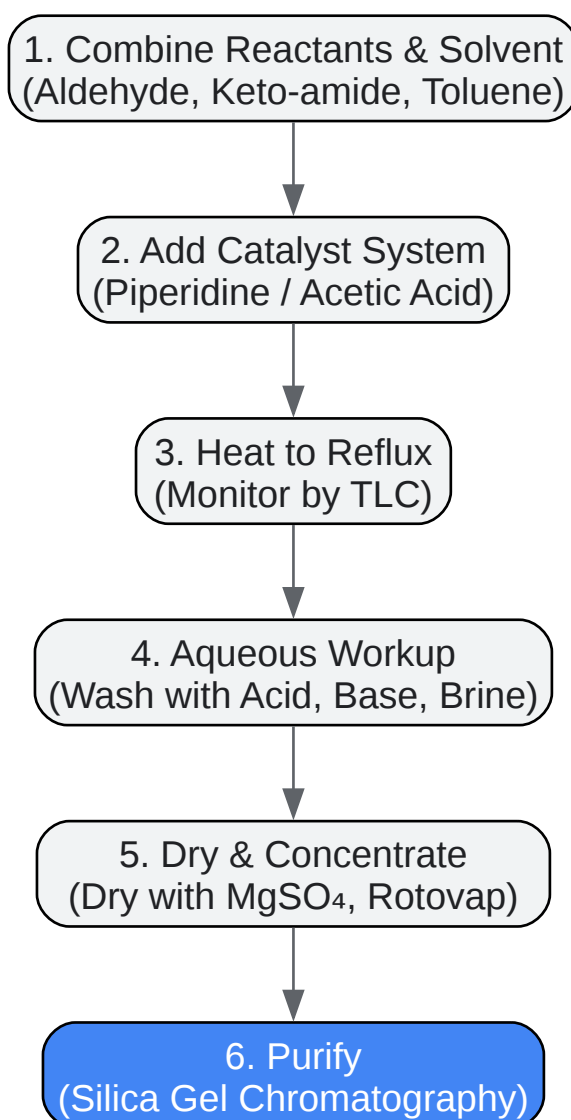 1. Combine Reactants & Solvent
(Aldehyde, Keto-amide, Toluene)
2. Add Catalyst System
(Piperidine / Acetic Acid)
3. Heat to Reflux
(Monitor by TLC)
4. Aqueous Workup
(Wash with Acid, Base, Brine)
5. Dry & Concentrate
(Dry with MgSO₄, Rotovap)
6. Purify
(Silica Gel Chromatography)